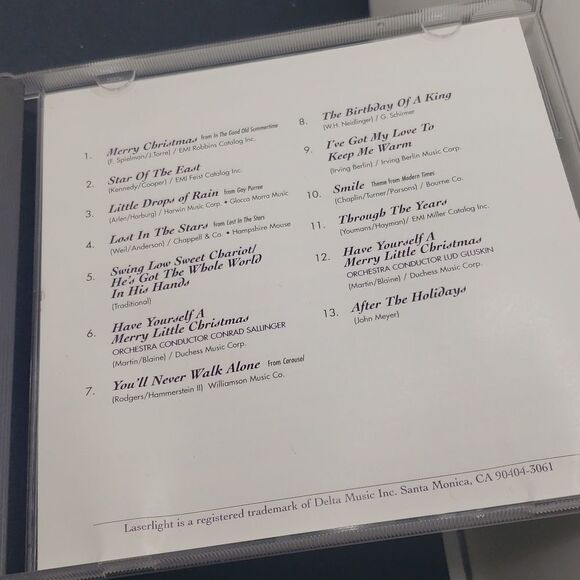 1. Merry Christmas from In The Good Old Summertime
(F. Spielman/J.Torre) / EMI Robbins Catalog Inc.
2. Star Of The East
(Kennedy/Cooper) / EMI Feist Catalog Inc.
3. Little Drops of Rain from Gay Purree
(Arlen/Harburg) / Harwin Music Corp. • Glocca Morra Music
4. Lost In The Stars from Lost In The Stars
(Weil/Anderson) / Chappell & Co. • Hampshire Mouse
5. Swing Low Sweet Chariot/
He's Got The Whole World
In His Hands
(Traditional)
6. Have Yourself A
Merry Little Christmas
ORCHESTRA CONDUCTOR CONRAD SALLINGER
(Martin/Blaine) / Duchess Music Corp.
7. You'll Never Walk Alone From Carousel
(Rodgers/Hammerstein II) Williamson Music Co.
8. The Birthday Of A King
(W.H. Neidlinger) / G. Schirmer
9. I've Got My Love To
Keep Me Warm
(Irving Berlin) / Irving Berlin Music Corp.
10. Smile Theme from Modern Times
(Chaplin/Turner/Parsons) / Bourne Co.
11. Through The Years
(Youmans/Hayman)/ EMI Miller Catalog Inc.
12. Have Yourself A
Merry Little Christmas
ORCHESTRA CONDUCTOR LUD GLUSKIN
(Martin/Blaine) / Duchess Music Corp.
13. After The Holidays
(John Meyer)
Laserlight is a registered trademark of Delta Music Inc. Santa Monica, CA 90404-3061